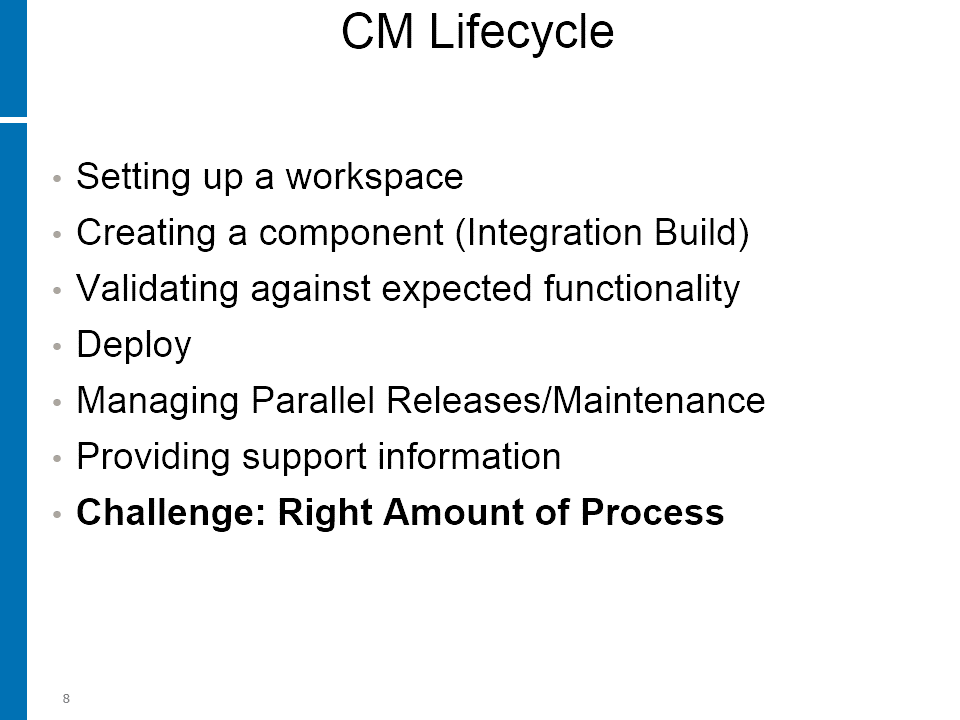 CM Lifecycle
• Setting up a workspace
• Creating a component (Integration Build)
• Validating against expected functionality
• Deploy
• Managing Parallel Releases/Maintenance
• Providing support information
• Challenge: Right Amount of Process
8